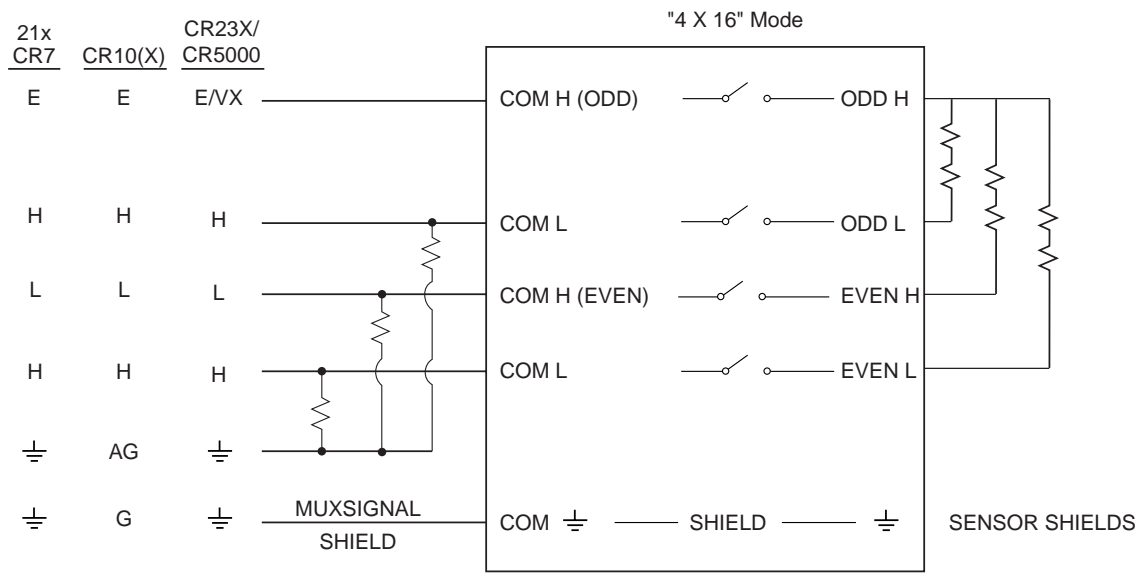 "4 X 16" Mode
21x
CR7
CR10(X)
CR23X/
CR5000
E E E/VX COM H (ODD) ODD H
H H H COM L ODD L
L L L COM H (EVEN) EVEN H
H H H COM L EVEN L
AG
G MUXSIGNAL
SHIELD
COM SHIELD SENSOR SHIELDS